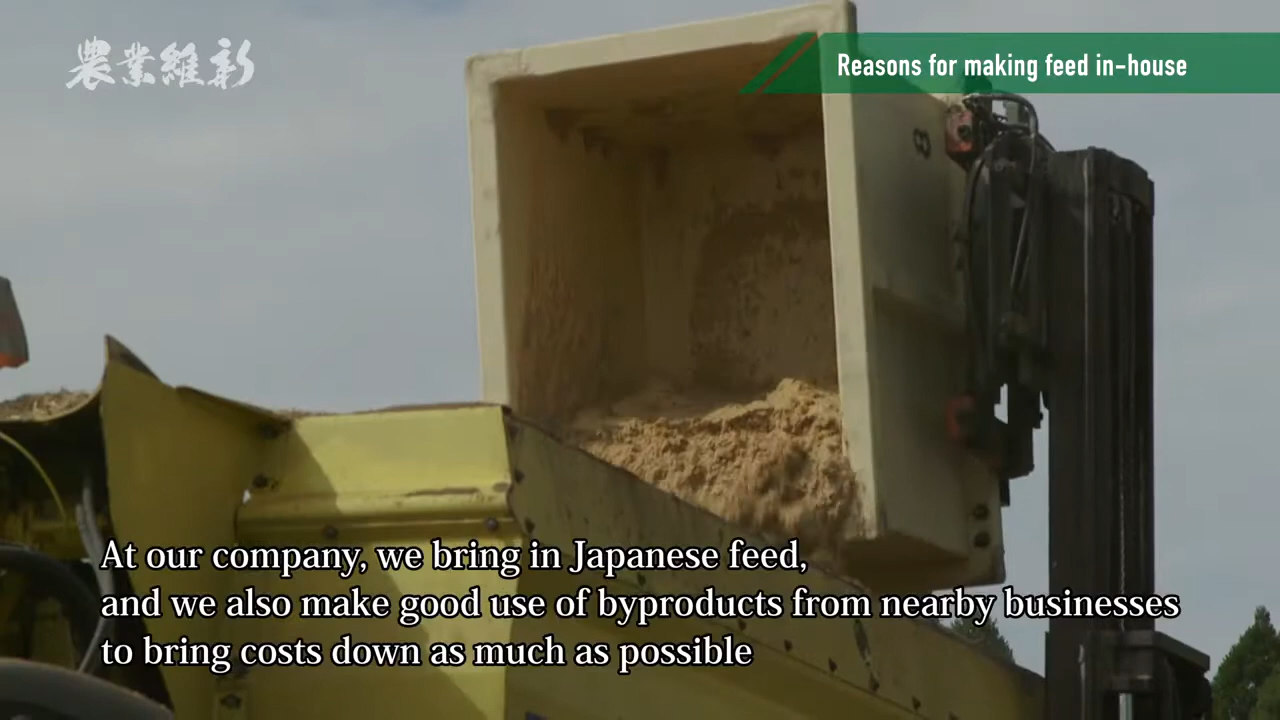 農業維新
Reasons for making feed in-house
8
At our company, we bring in Japanese feed,
and we also make good use of byproducts from nearby businesses
to bring costs down as much as possible